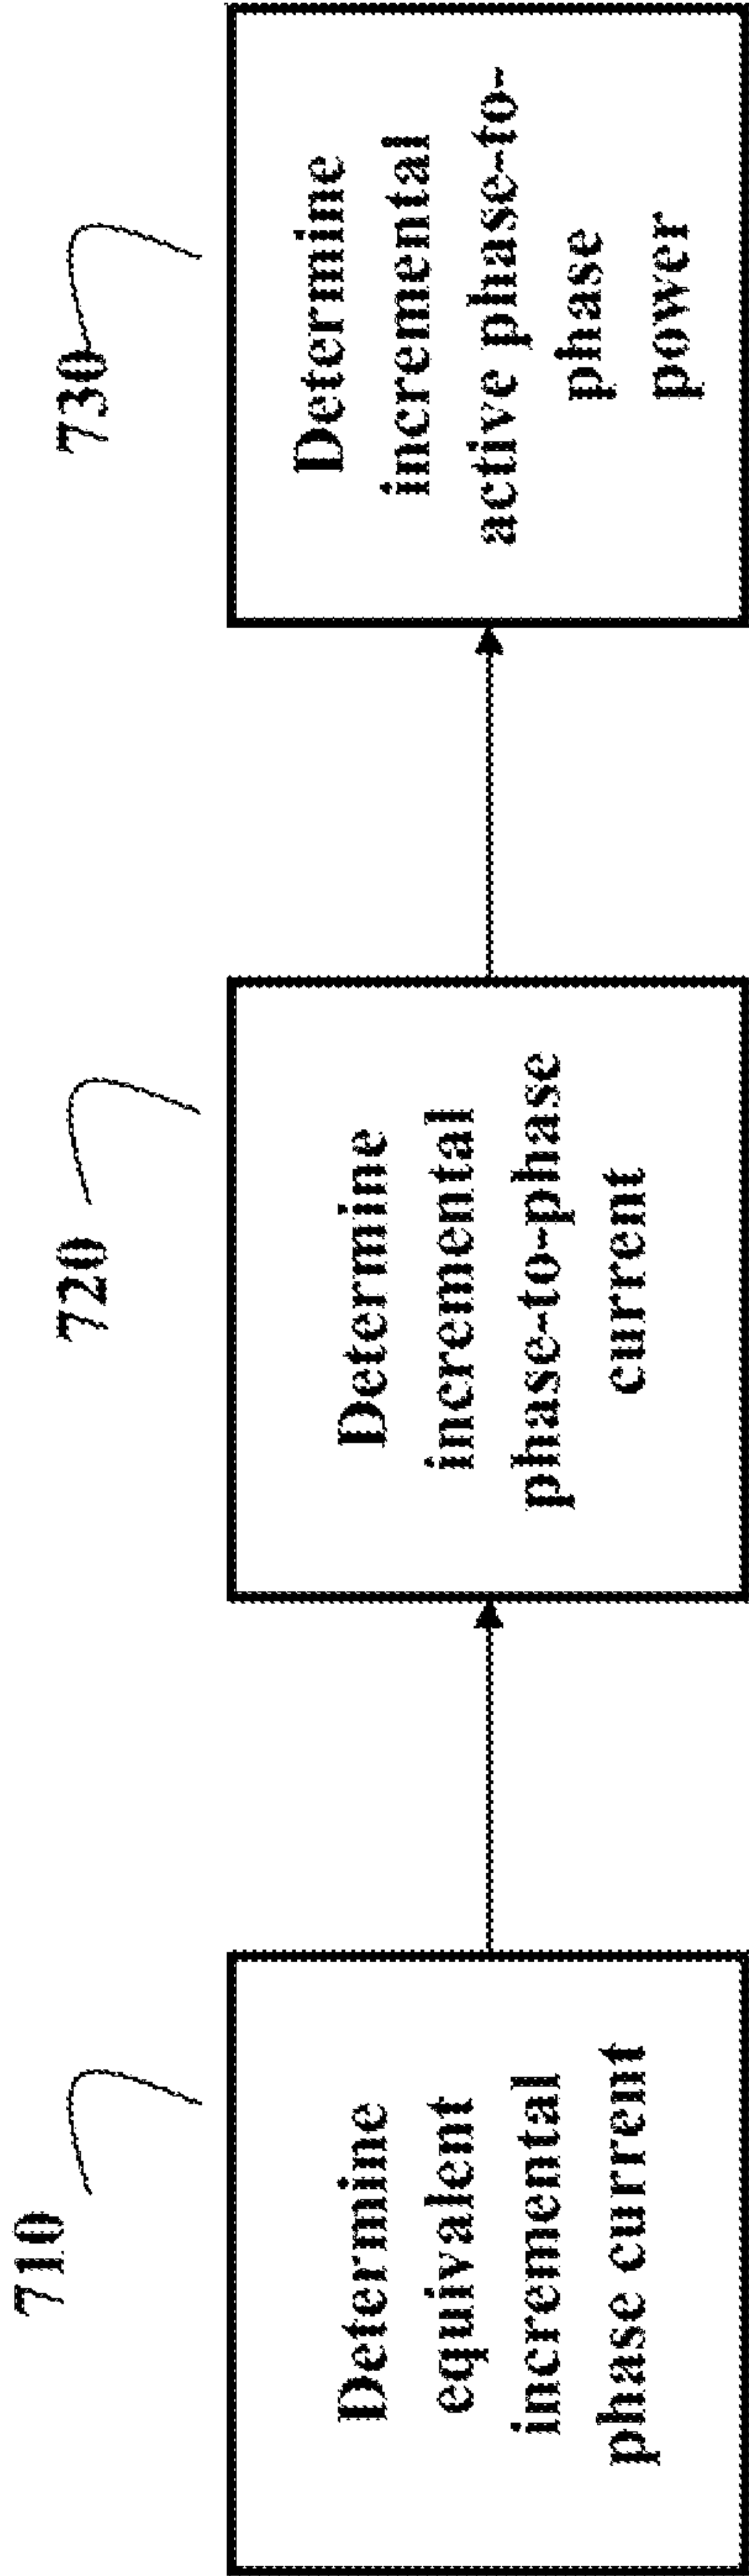 710
Determine
equivalent
incremental
phase current
720
Determine
incremental
phase-to-phase
current
730
Determine
incremental
active phase-to-
phase
power